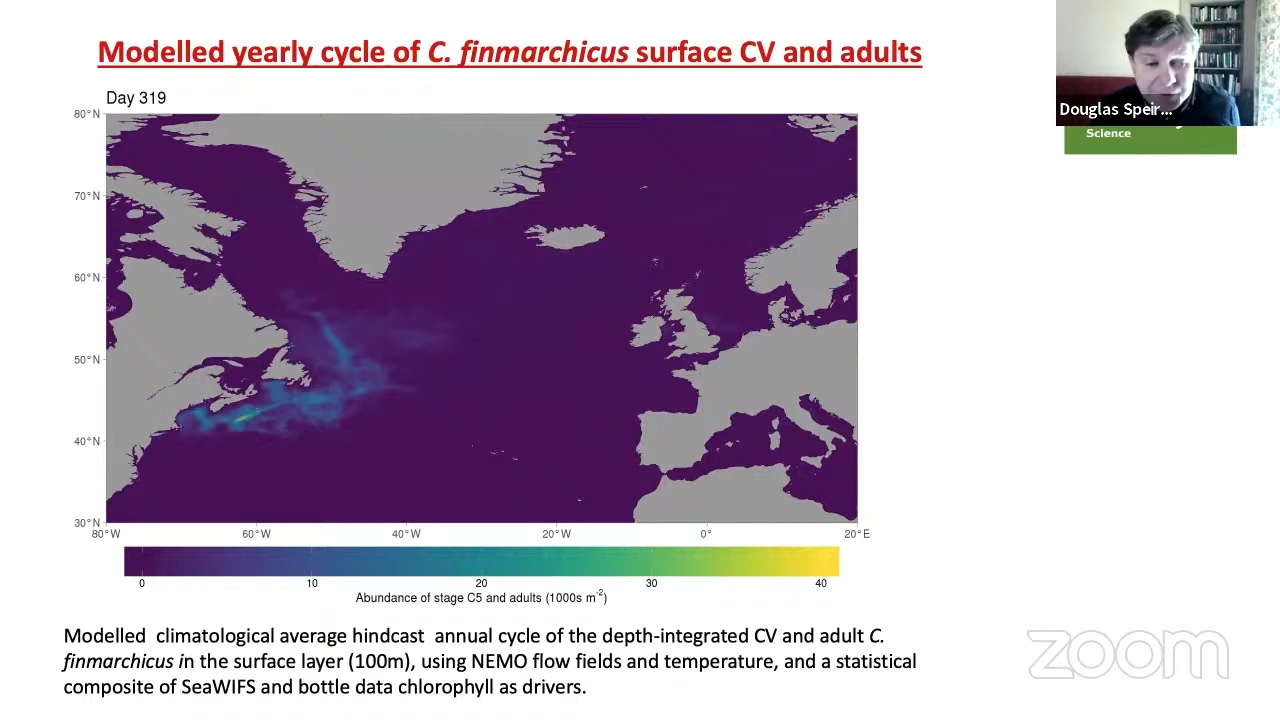 Modelled yearly cycle of C. finmarchicus surface CV and adults
Day 319
Douglas Speir...
Science
80°N
70°N
60°N
50°N
40°N
30°N
80°W
60°W
40°W
20°W
0°
20°E
0
10
20
30
40
Abundance of stage C5 and adults (1000s m-2)
Modelled climatological average hindcast annual cycle of the depth-integrated CV and adult C.
finmarchicus in the surface layer (100m), using NEMO flow fields and temperature, and a statistical
composite of SeaWIFS and bottle data chlorophyll as drivers.
zoom